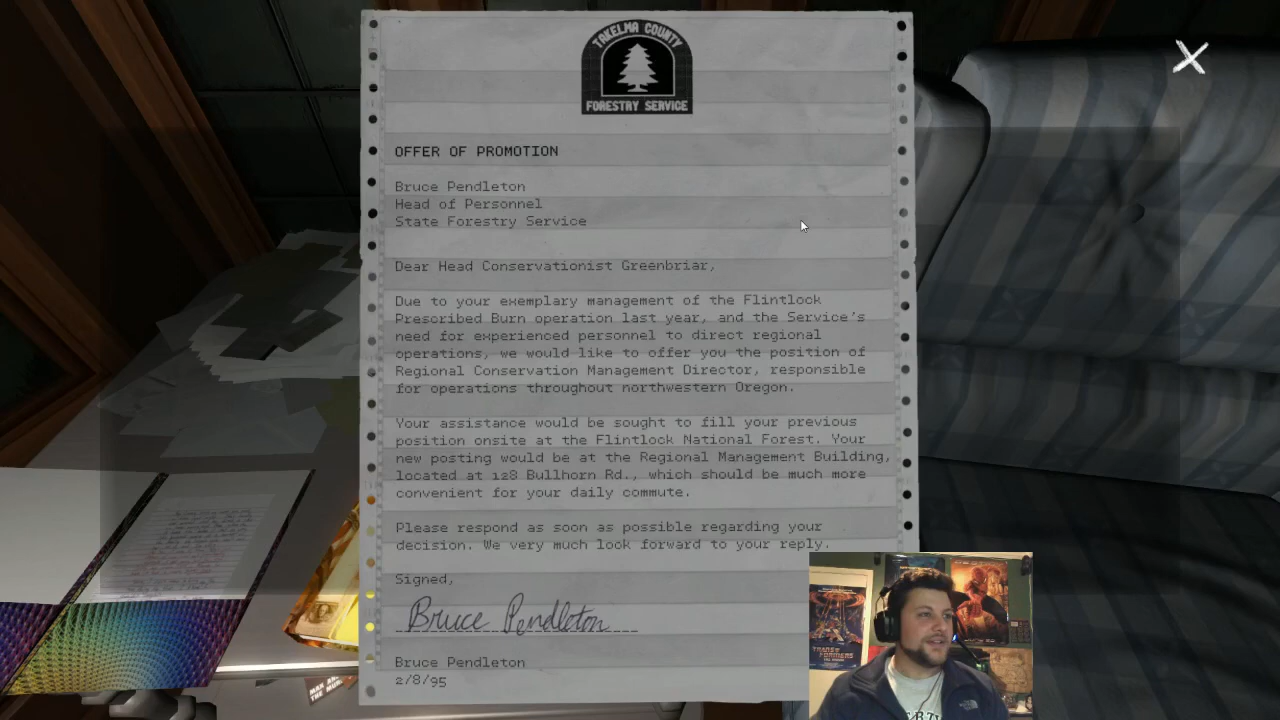 TAKELMA COUNTY
FORESTRY SERVICE
OFFER OF PROMOTION
Bruce Pendleton
Head of Personnel
State Forestry Service
Dear Head Conservationist Greenbriar,
Due to your exemplary management of the Flintlock
Prescribed Burn operation last year, and the Service's
need for experienced personnel to direct regional
operations, we would like to offer you the position of
Regional Conservation Management Director, responsible
for operations throughout northwestern Oregon.
Your assistance would be sought to fill your previous
position onsite at the Flintlock National Forest. Your
new posting would be at the Regional Management Building,
located at 128 Bullhorn Rd., which should be much more
convenient for your daily commute.
Please respond as soon as possible regarding your
decision. We very much look forward to your reply.
Signed,
Bruce Pendleton
Bruce Pendleton
2/8/95
TRANSFORMERS